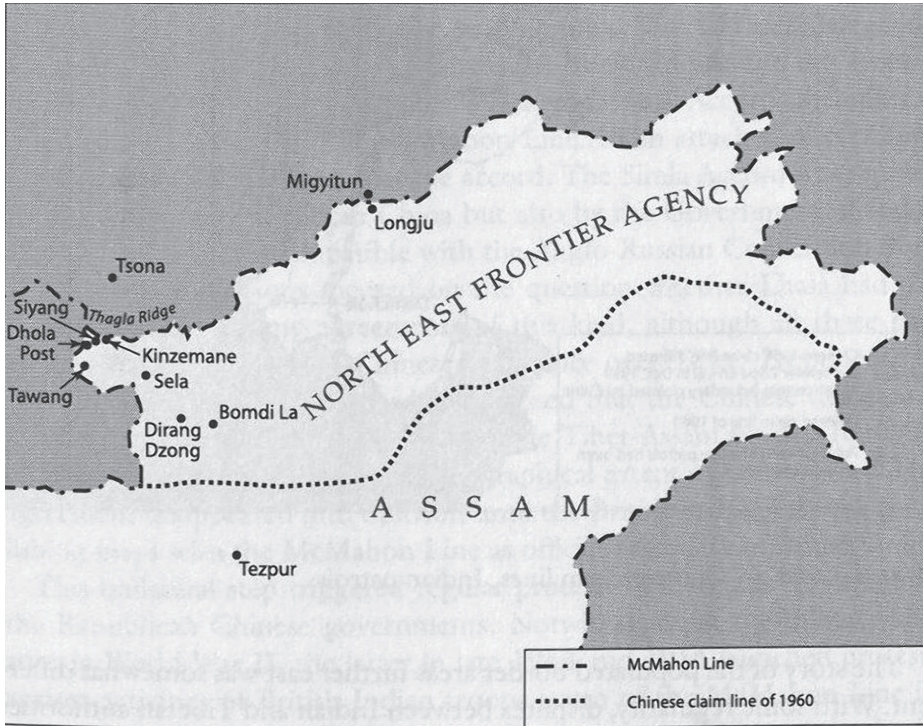 Migyitun
Longju
Tsona
NORTH EAST FRONTIER AGENCY
Siyang
Thagla Ridge
Dhola
Post
Kinzemane
Sela
Tawang
Bomdi La
Dirang
Dzong
ASSAM
Tezpur
McMahon Line
Chinese claim line of 1960